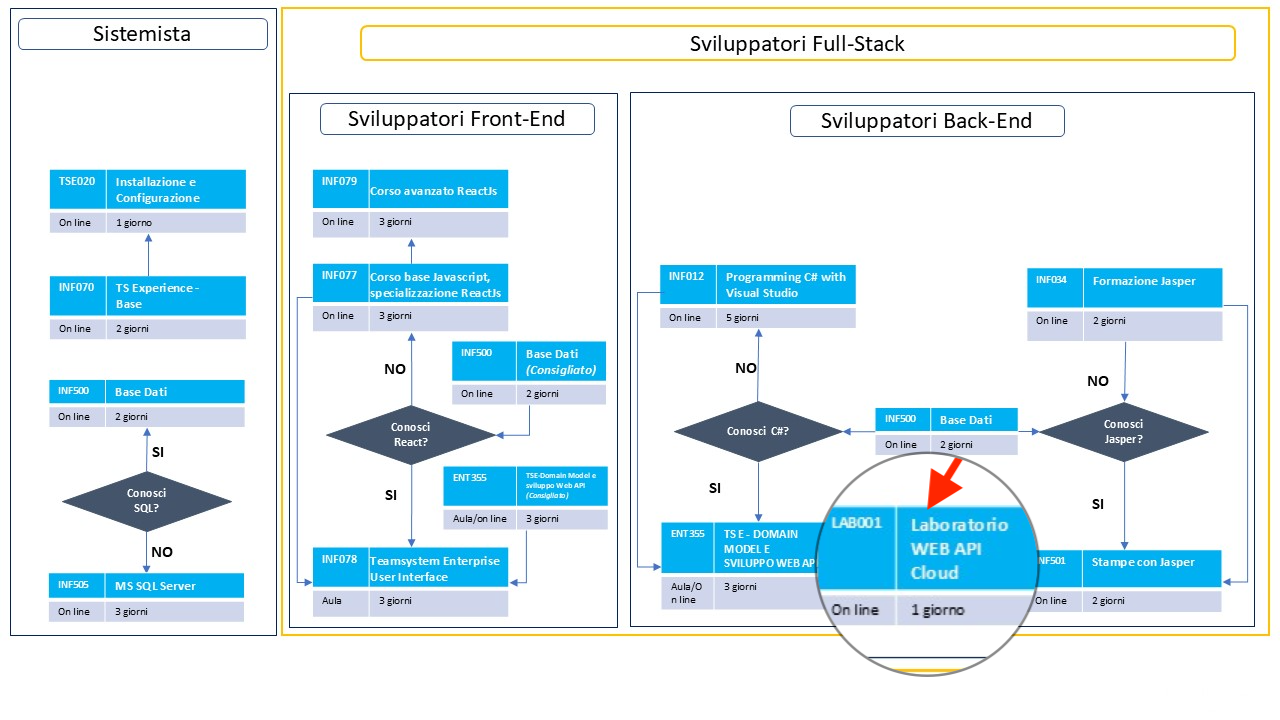 Sistemista
TSE020
Installazione e
Configurazione
On line
1 giorno
INF070
TS Experience -
Base
On line
2 giorni
INF500
Base Dati
On line
2 giorni
SI
Conosci
SQL?
NO
INF505
MS SQL Server
On line
3 giorni
Sviluppatori Full-Stack
Sviluppatori Front-End
INF079
Corso avanzato ReactJs
On line
3 giorni
INF077
Corso base Javascript,
specializzazione ReactJs
On line
3 giorni
NO
INF500
Base Dati
(Consigliato)
On line
2 giorni
Conosci
React?
SI
ENT355
TSE-Domain Model e
sviluppo Web API
(Consigliato)
Aula/on line
3 giorni
INF078
Teamsystem Enterprise
User Interface
Aula
3 giorni
Sviluppatori Back-End
INF012
Programming C# with
Visual Studio
On line
5 giorni
NO
Conosci C#?
SI
ENT355
TSE - DOMAIN
MODEL E
SVILUPPO WEB AP
Aula/O
n line
3 giorni
INF500
Base Dati
On line
2 giorni
LAB001
Laboratorio
WEB API
Cloud
On line
1 giorno
INF034
Formazione Jasper
On line
2 giorni
NO
Conosci
Jasper?
SI
NF501
Stampe con Jasper
On line
2 giorni